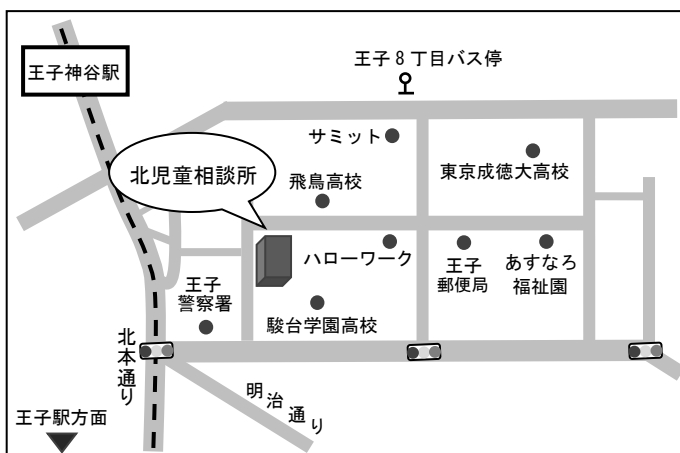 王子神谷駅
王子8丁目バス停
サミット
東京成徳大高校
北児童相談所
飛鳥高校
ハローワーク
王子
郵便局
あすなろ
福祉園
王子
警察署
駿台学園高校
北本通り
明治通り
王子駅方面